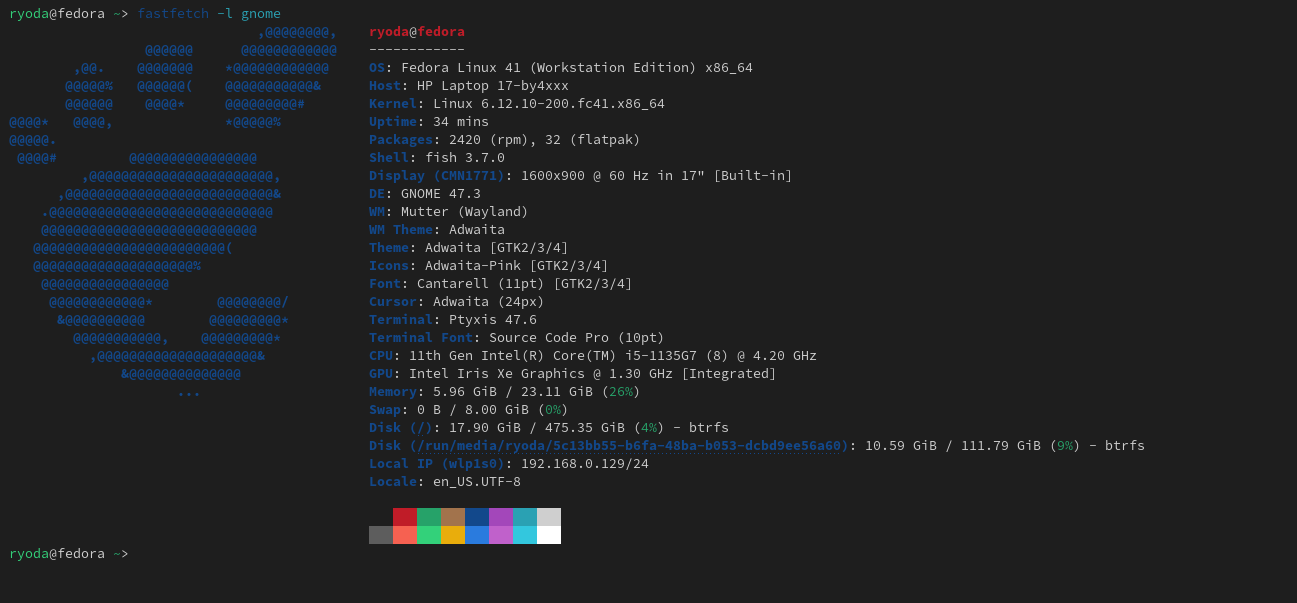 ryoda@fedora ~> fastfetch -l gnome
                               ,@@@@@@@@,    ryoda@fedora
                 @@@@@@      @@@@@@@@@@@@    ------------
        ,@@.    @@@@@@@    *@@@@@@@@@@@@     OS: Fedora Linux 41 (Workstation Edition) x86_64
       @@@@@%   @@@@@@(    @@@@@@@@@@@&      Host: HP Laptop 17-by4xxx
       @@@@@@    @@@@*     @@@@@@@@@#        Kernel: Linux 6.12.10-200.fc41.x86_64
@@@@*   @@@@,              *@@@@@%           Uptime: 34 mins
@@@@@.                                       Packages: 2420 (rpm), 32 (flatpak)
 @@@@#         @@@@@@@@@@@@@@@@              Shell: fish 3.7.0
         ,@@@@@@@@@@@@@@@@@@@@@@@,           Display (CMN1771): 1600x900 @ 60 Hz in 17" [Built-in]
      ,@@@@@@@@@@@@@@@@@@@@@@@@@@&           DE: GNOME 47.3
    .@@@@@@@@@@@@@@@@@@@@@@@@@@@@            WM: Mutter (Wayland)
    @@@@@@@@@@@@@@@@@@@@@@@@@@@              WM Theme: Adwaita
   @@@@@@@@@@@@@@@@@@@@@@@@(                 Theme: Adwaita [GTK2/3/4]
   @@@@@@@@@@@@@@@@@@@@%                     Icons: Adwaita-Pink [GTK2/3/4]
    @@@@@@@@@@@@@@@@                         Font: Cantarell (11pt) [GTK2/3/4]
     @@@@@@@@@@@@*        @@@@@@@@/          Cursor: Adwaita (24px)
      &@@@@@@@@@@        @@@@@@@@@*          Terminal: Ptyxis 47.6
        @@@@@@@@@@@,    @@@@@@@@@*           Terminal Font: Source Code Pro (10pt)
          ,@@@@@@@@@@@@@@@@@@@@&             CPU: 11th Gen Intel(R) Core(TM) i5-1135G7 (8) @ 4.20 GHz
              &@@@@@@@@@@@@@@                GPU: Intel Iris Xe Graphics @ 1.30 GHz [Integrated]
                     ...                     Memory: 5.96 GiB / 23.11 GiB (26%)
                                             Swap: 0 B / 8.00 GiB (0%)
                                             Disk (/): 17.90 GiB / 475.35 GiB (4%) - btrfs
                                             Disk (/run/media/ryoda/5c13bb55-b6fa-48ba-b053-dcbd9ee56a60): 10.59 GiB / 111.79 GiB (9%) - btrfs
                                             Local IP (wlp1s0): 192.168.0.129/24
                                             Locale: en_US.UTF-8
ryoda@fedora ~>